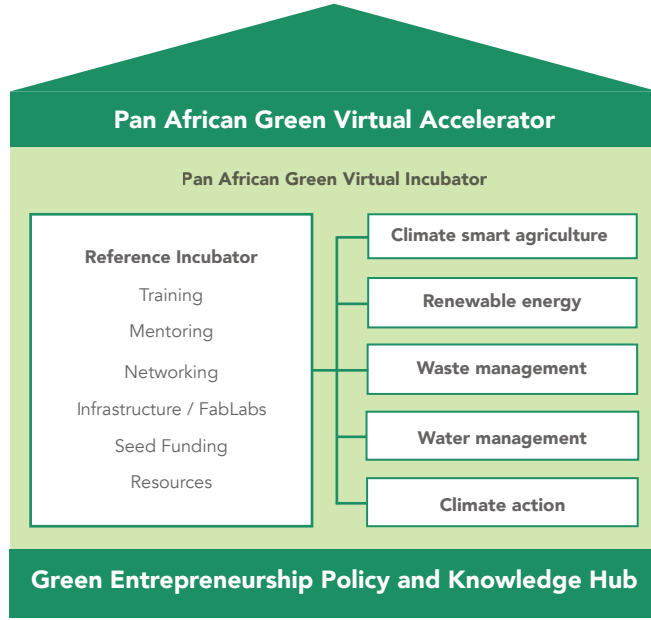 Pan African Green Virtual Accelerator
Pan African Green Virtual Incubator
Reference Incubator
Training
Mentoring
Networking
Infrastructure / FabLabs
Seed Funding
Resources
Climate smart agriculture
Renewable energy
Waste management
Water management
Climate action
Green Entrepreneurship Policy and Knowledge Hub